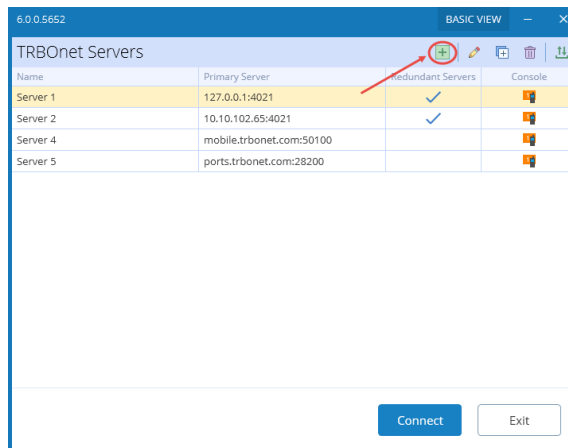 6.0.0.5652 BASIC VIEW
TRBOnet Servers
Name Primary Server Redundant Servers Console
Server 1 127.0.0.1:4021
Server 2 10.10.102.65:4021
Server 4 mobile.trbonet.com:50100
Server 5 ports.trbonet.com:28200
Connect Exit